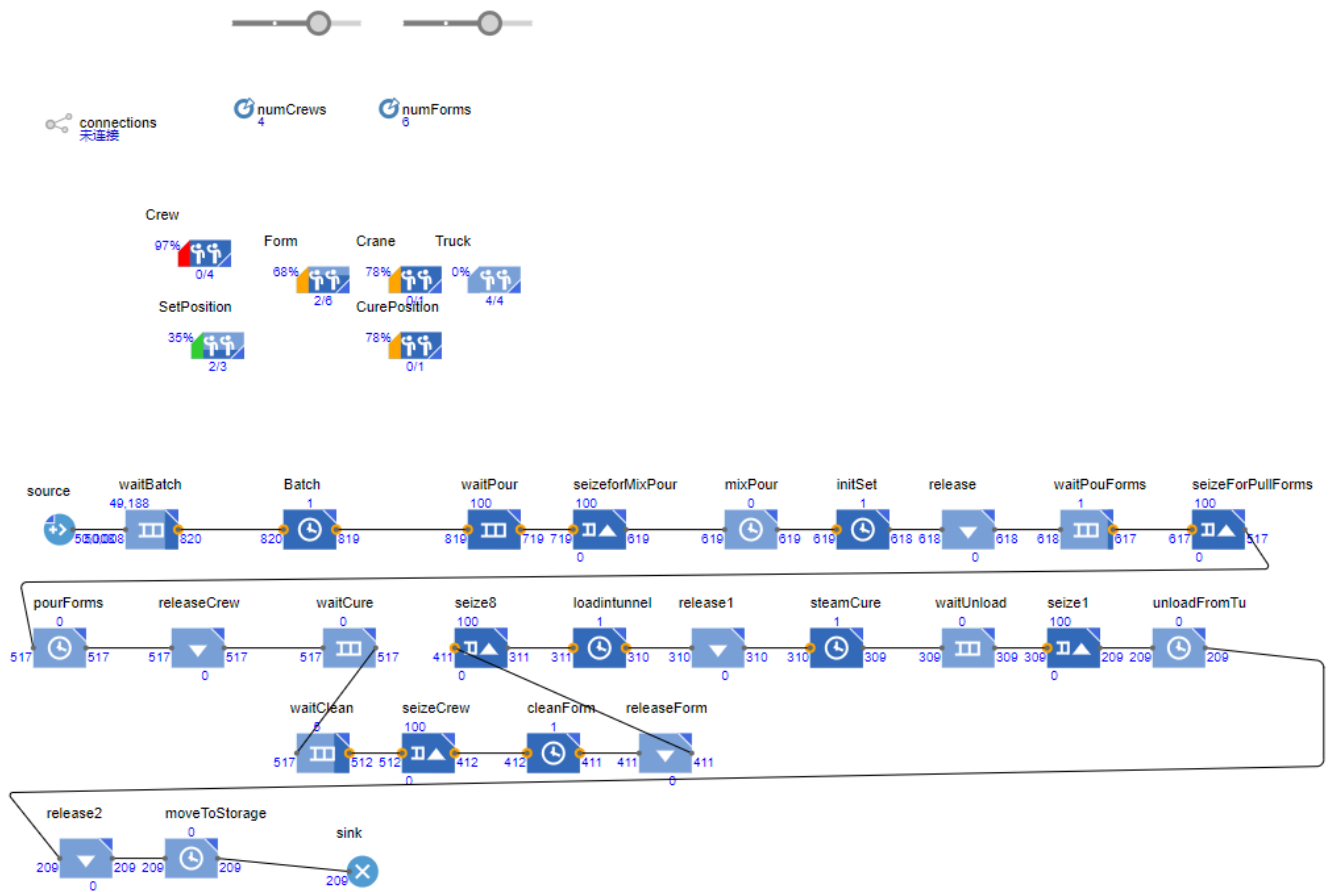 numCrews
4
numForms
6
connections
未连接
Crew
97%
0/4
Form
68%
2/6
Crane
78%
0/1
Truck
0%
4/4
SetPosition
35%
2/3
CurePosition
78%
0/1
source
waitBatch
49,188
820
Batch
1
820 819
waitPour
100
819 719
seizeforMixPour
100
719 619
0
mixPour
0
619 619
initSet
1
619 618
release
618 618
0
waitPouForms
1
618 617
seizeForPullForms
100
617 517
0
pourForms
0
517 517
releaseCrew
517 517
0
waitCure
0
517 517
seize8
100
411 311
0
loadintunnel
1
311 310
release1
310 310
0
steamCure
1
310 309
waitUnload
0
309 309
seize1
100
309 209
0
unloadFromTu
0
209 209
waitClean
517 512
seizeCrew
100
512 412
0
cleanForm
1
412 411
releaseForm
411 411
0
release2
209 209
0
moveToStorage
0
209 209
sink
209